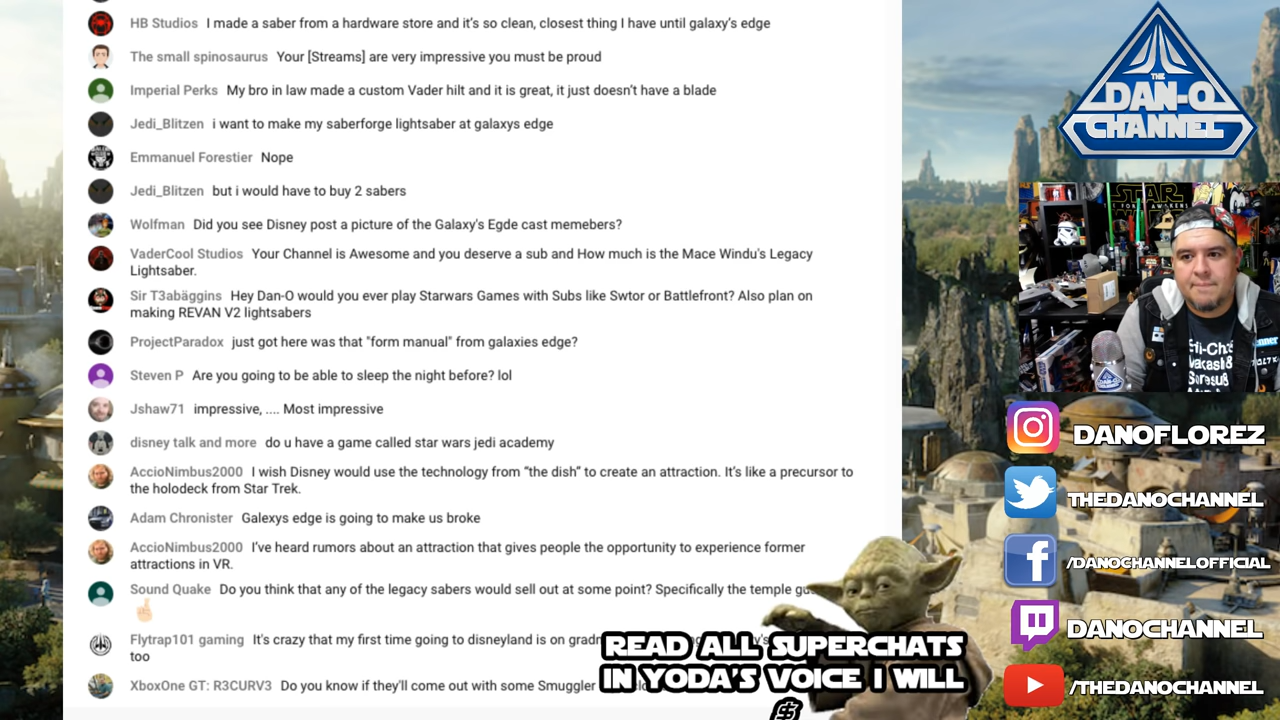 HB Studios I made a saber from a hardware store and it's so clean, closest thing I have until galaxy's edge
The small spinosaurus Your [Streams] are very impressive you must be proud
Imperial Perks My bro in law made a custom Vader hilt and it is great, it just doesn't have a blade
Jedi_Blitzen i want to make my saberforge lightsaber at galaxys edge
Emmanuel Forestier Nope
Jedi_Blitzen but i would have to buy 2 sabers
Wolfman Did you see Disney post a picture of the Galaxy's Egde cast memebers?
VaderCool Studios Your Channel is Awesome and you deserve a sub and How much is the Mace Windu's Legacy
Lightsaber.
Sir T3abäggins Hey Dan-O would you ever play Starwars Games with Subs like Swtor or Battlefront? Also plan on
making REVAN V2 lightsabers
ProjectParadox just got here was that "form manual" from galaxies edge?
Steven P Are you going to be able to sleep the night before? lol
Jshaw71 impressive, .... Most impressive
disney talk and more do u have a game called star wars jedi academy
AccioNimbus2000 I wish Disney would use the technology from “the dish” to create an attraction. It's like a precursor to
the holodeck from Star Trek.
Adam Chronister Galexys edge is going to make us broke
AccioNimbus2000 I've heard rumors about an attraction that gives people the opportunity to experience former
attractions in VR.
Sound Quake Do you think that any of the legacy sabers would sell out at some point? Specifically the temple
Flytrap101 gaming It's crazy that my first time going to disneyland is on
too
XboxOne GT: R3CURV3 Do you know if they'll come out with some Smuggler
READ ALL SUPERCHATS
IN YODA'S VOICE I WILL
$
THE
DAN-O
CHANNEL
STAR
DANOFLOREZ
THEDANOCHANNEL
/DANOCHANNELOFFICIAL
DANOCHANNEL
/THEDANOCHANNEL